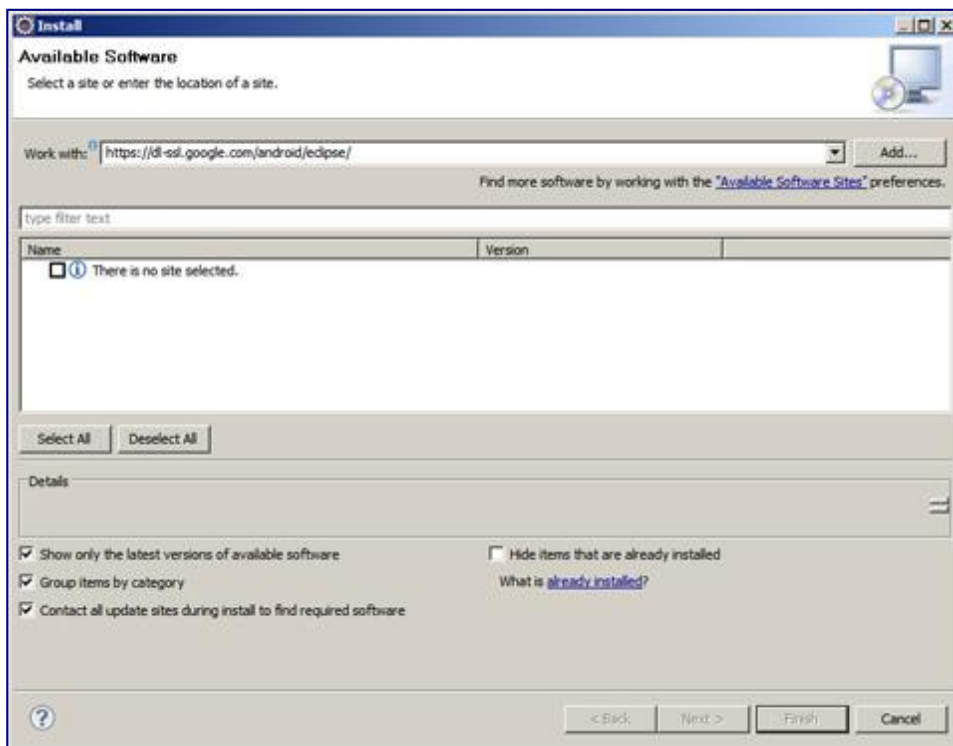 Install
Available Software
Select a site or enter the location of a site.
Work with: https://dl-ssl.google.com/android/eclipse/ Add...
Find more software by working with the "Available Software Sites" preferences.
type filter text
Name Version
There is no site selected.
Select All Deselect All
Details
Show only the latest versions of available software Hide items that are already installed
Group items by category What is already installed?
Contact all update sites during install to find required software
? < Back Next > Finish Cancel